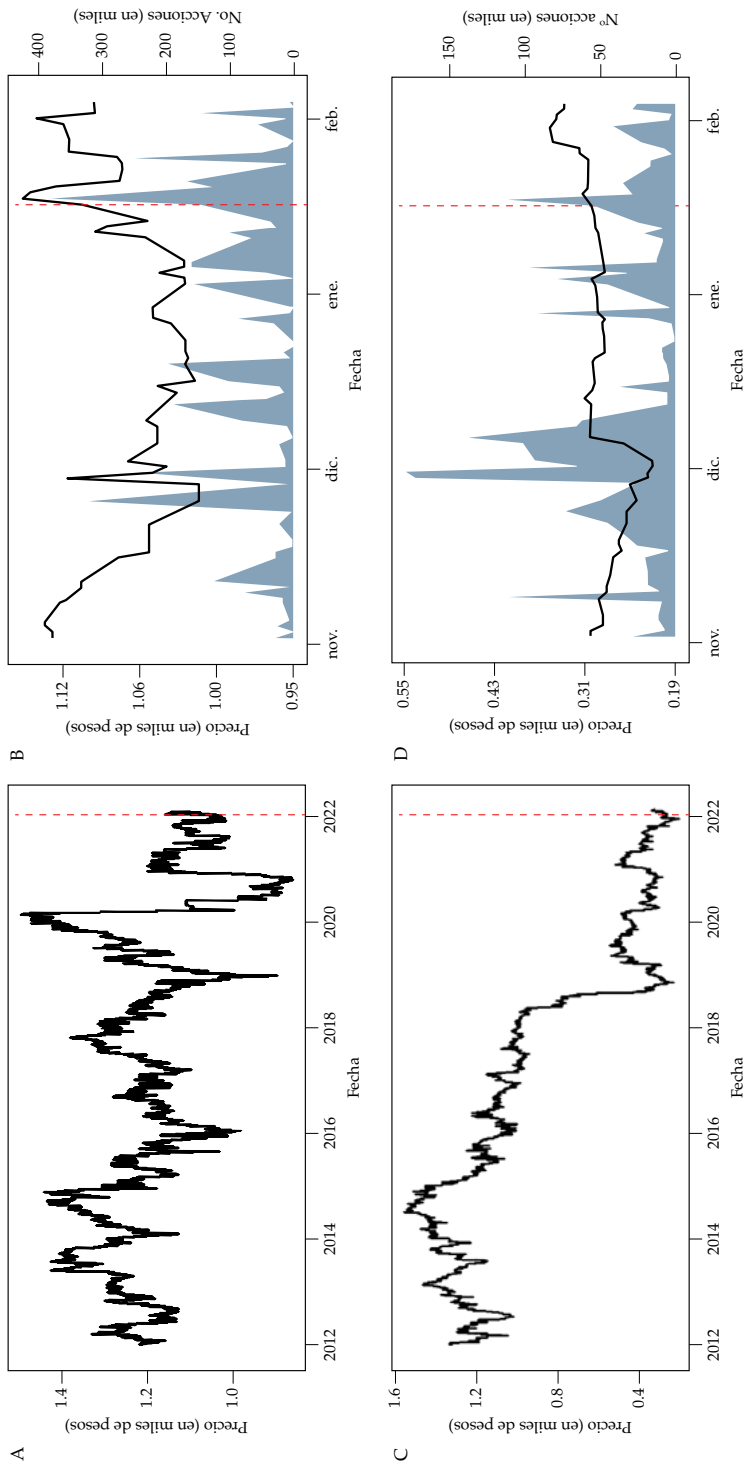 A
Precio (en miles de pesos)
1.4
1.2
1.0
2012
2014
2016
2018
2020
2022
Fecha
B
Precio (en miles de pesos)
1.12
1.06
1.00
0.95
No. Acciones (en miles)
400
300
200
100
0
nov.
dic.
ene.
feb.
Fecha
C
Precio (en miles de pesos)
1.6
1.2
0.8
0.4
2012
2014
2016
2018
2020
2022
Fecha
D
Precio (en miles de pesos)
0.55
0.43
0.31
0.19
Nº acciones (en miles)
150
100
50
0
nov.
dic.
ene.
feb.
Fecha